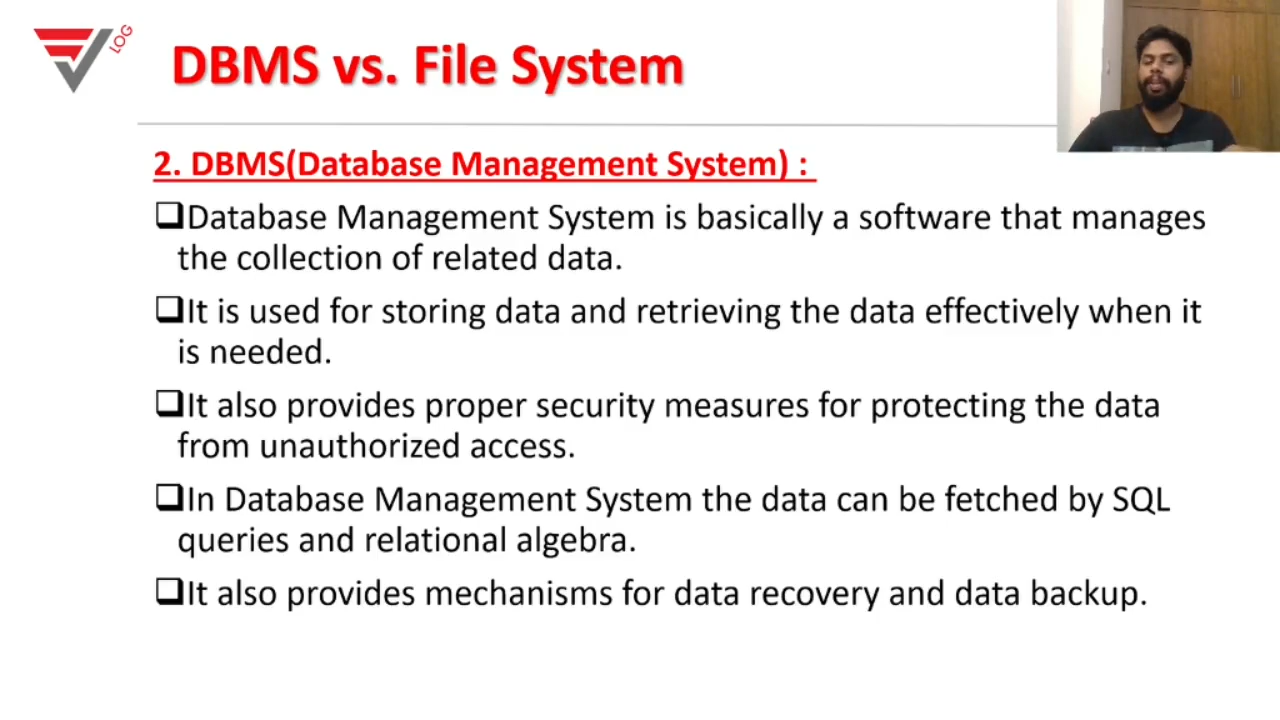 LOG
DBMS vs. File System
2. DBMS(Database Management System) :
❑Database Management System is basically a software that manages
the collection of related data.
❑It is used for storing data and retrieving the data effectively when it
is needed.
❑It also provides proper security measures for protecting the data
from unauthorized access.
❑In Database Management System the data can be fetched by SQL
queries and relational algebra.
❑It also provides mechanisms for data recovery and data backup.